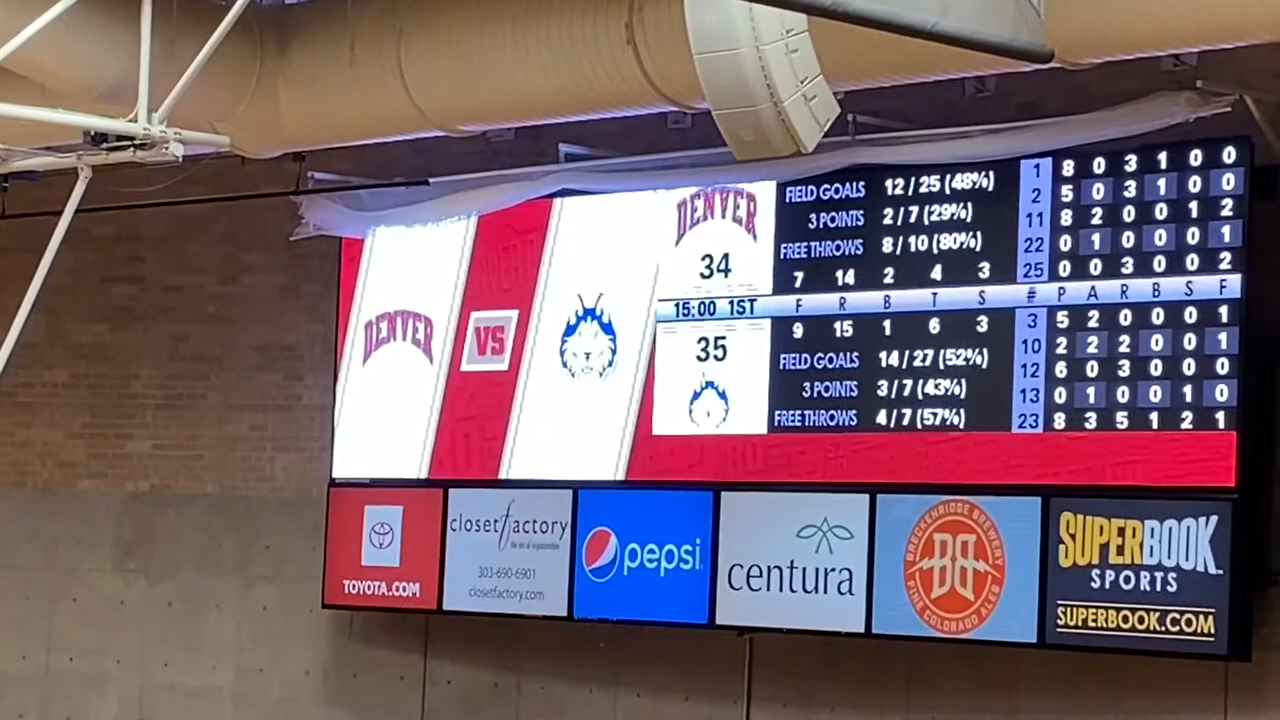 DENVER
VS
DENVER
34
FIELD GOALS 12 / 25 (48%)
3 POINTS 2 / 7 (29%)
FREE THROWS 8 / 10 (80%)
7 14 2 4 3
1 8 0 3 1 0 0
2 5 0 3 1 0 0
11 8 2 0 0 1 2
22 0 1 0 0 0 1
25 0 0 3 0 0 2
15:00 1ST F R B T S # P A R B S F
9 15 1 6 3
35
FIELD GOALS 14 / 27 (52%)
3 POINTS 3 / 7 (43%)
FREE THROWS 4 / 7 (57%)
3 5 2 0 0 0 1
10 2 2 2 0 0 1
12 6 0 3 0 0 0
13 0 1 0 0 1 0
23 8 3 5 1 2 1
TOYOTA.COM
closet factory
the art of organization
303-690-6901
closetfactory.com
pepsi
centura
BRECKENRIDGE BREWERY
BB
FINE COLORADO ALES
SUPERBOOK
SPORTS
SUPERBOOK.COM